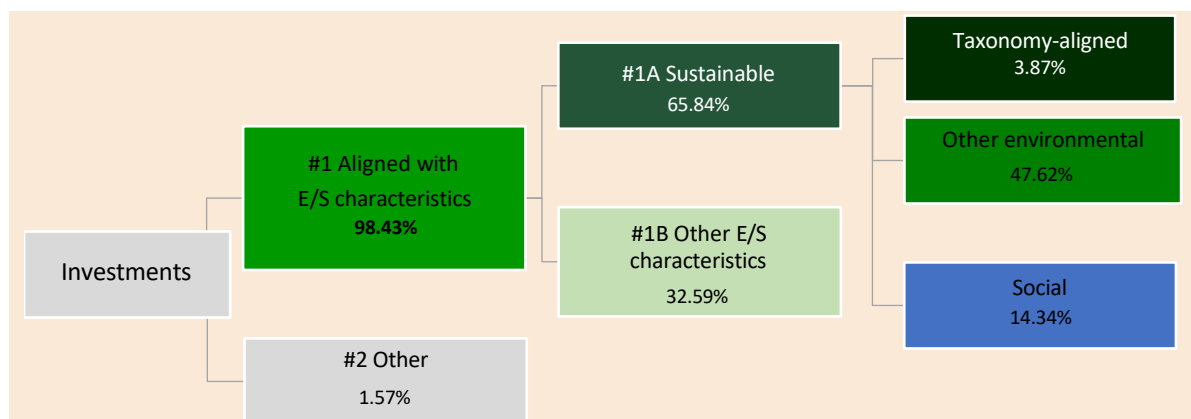 Investments
#1 Aligned with
E/S characteristics
98.43%
#2 Other
1.57%
#1A Sustainable
65.84%
#1B Other E/S
characteristics
32.59%
Taxonomy-aligned
3.87%
Other environmental
47.62%
Social
14.34%